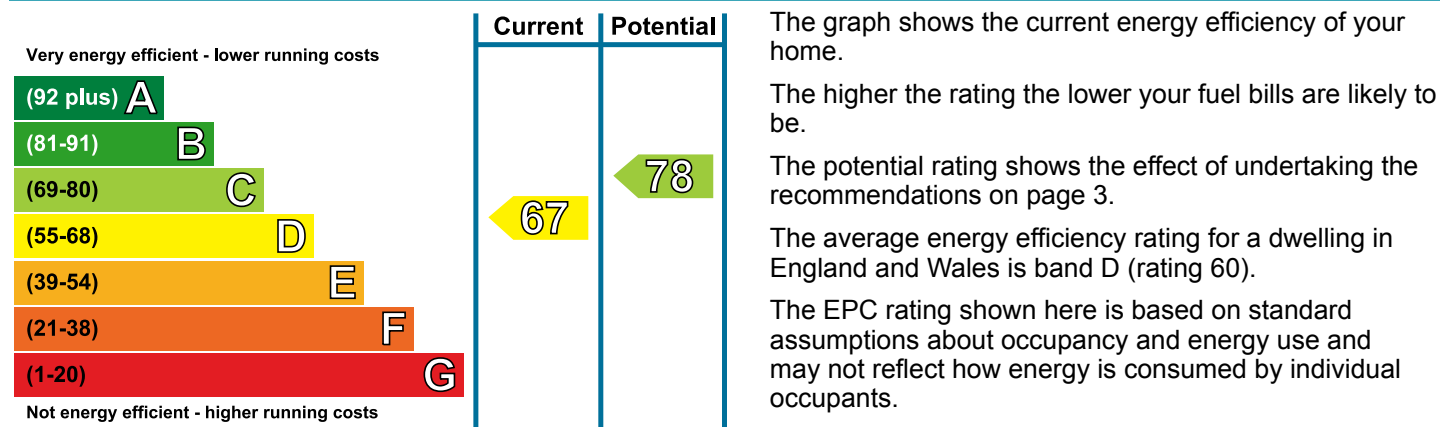 Current Potential
Very energy efficient - lower running costs
(92 plus) A
(81-91) B
(69-80) C
(55-68) D
(39-54) E
(21-38) F
(1-20) G
Not energy efficient - higher running costs
67
78
The graph shows the current energy efficiency of your
home.
The higher the rating the lower your fuel bills are likely to
be.
The potential rating shows the effect of undertaking the
recommendations on page 3.
The average energy efficiency rating for a dwelling in
England and Wales is band D (rating 60).
The EPC rating shown here is based on standard
assumptions about occupancy and energy use and
may not reflect how energy is consumed by individual
occupants.